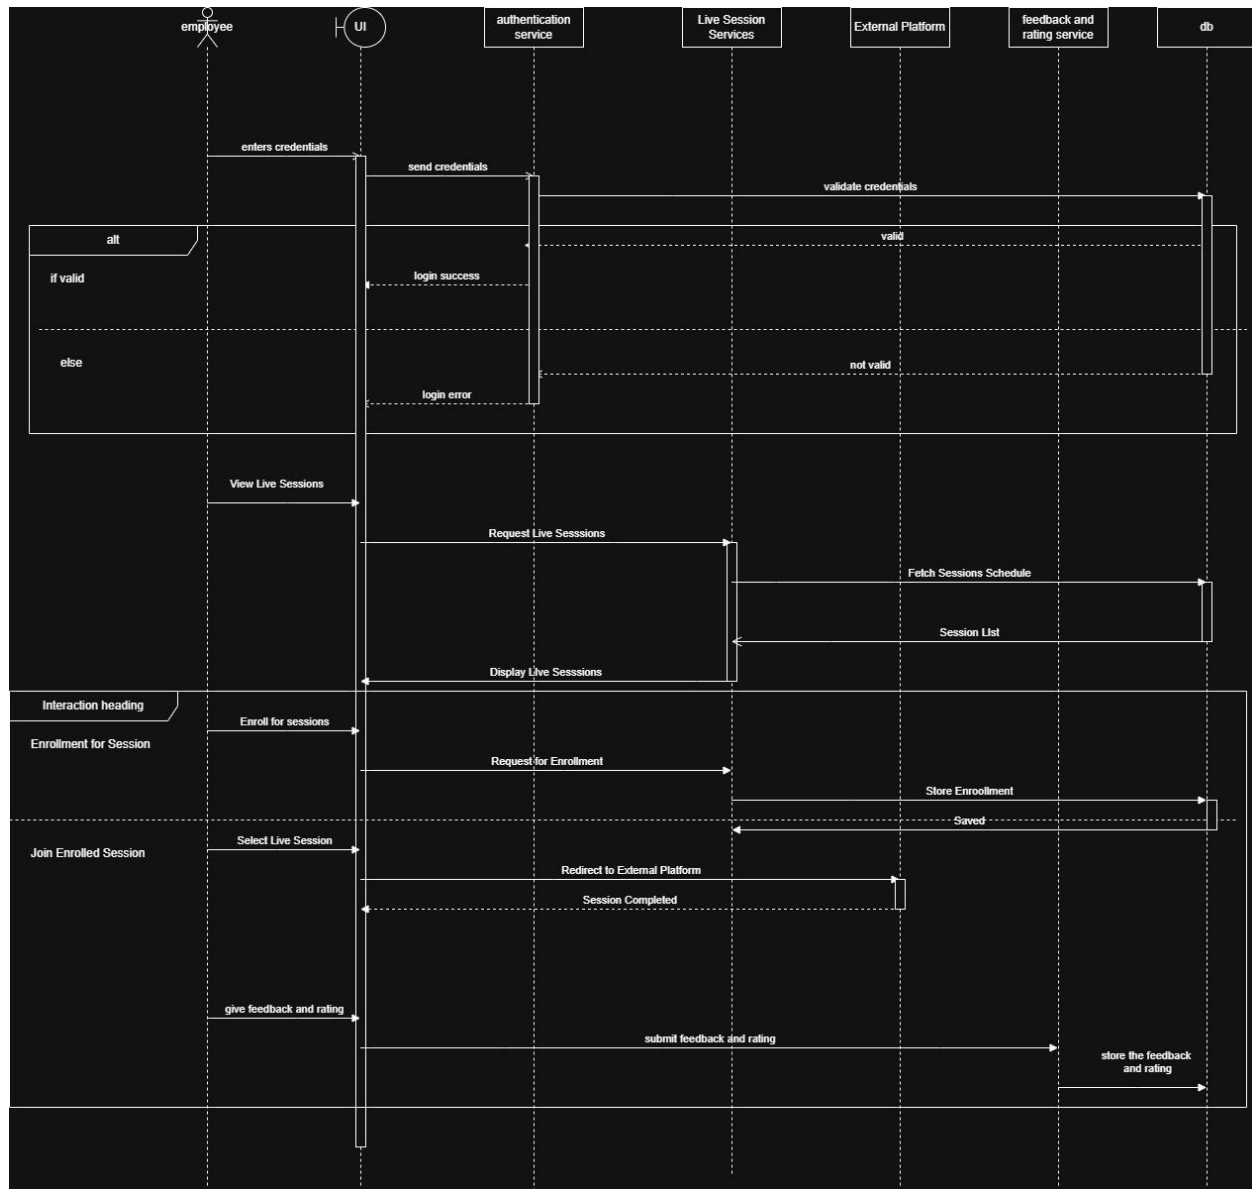 employee
UI
authentication
service
Live Session
Services
External Platform
feedback and
rating service
db
enters credentials
send credentials
validate credentials
alt
valid
if valid
login success
else
not valid
login error
View Live Sessions
Request Live Sesssions
Fetch Sessions Schedule
Session LIst
Display LIve Sesssions
Interaction heading
Enroll for sessions
Enrollment for Session
Request for Enrollment
Store Enroollment
Saved
Select Live Session
Join Enrolled Session
Redirect to External Platform
Session Completed
give feedback and rating
submit feedback and rating
store the feedback
and rating